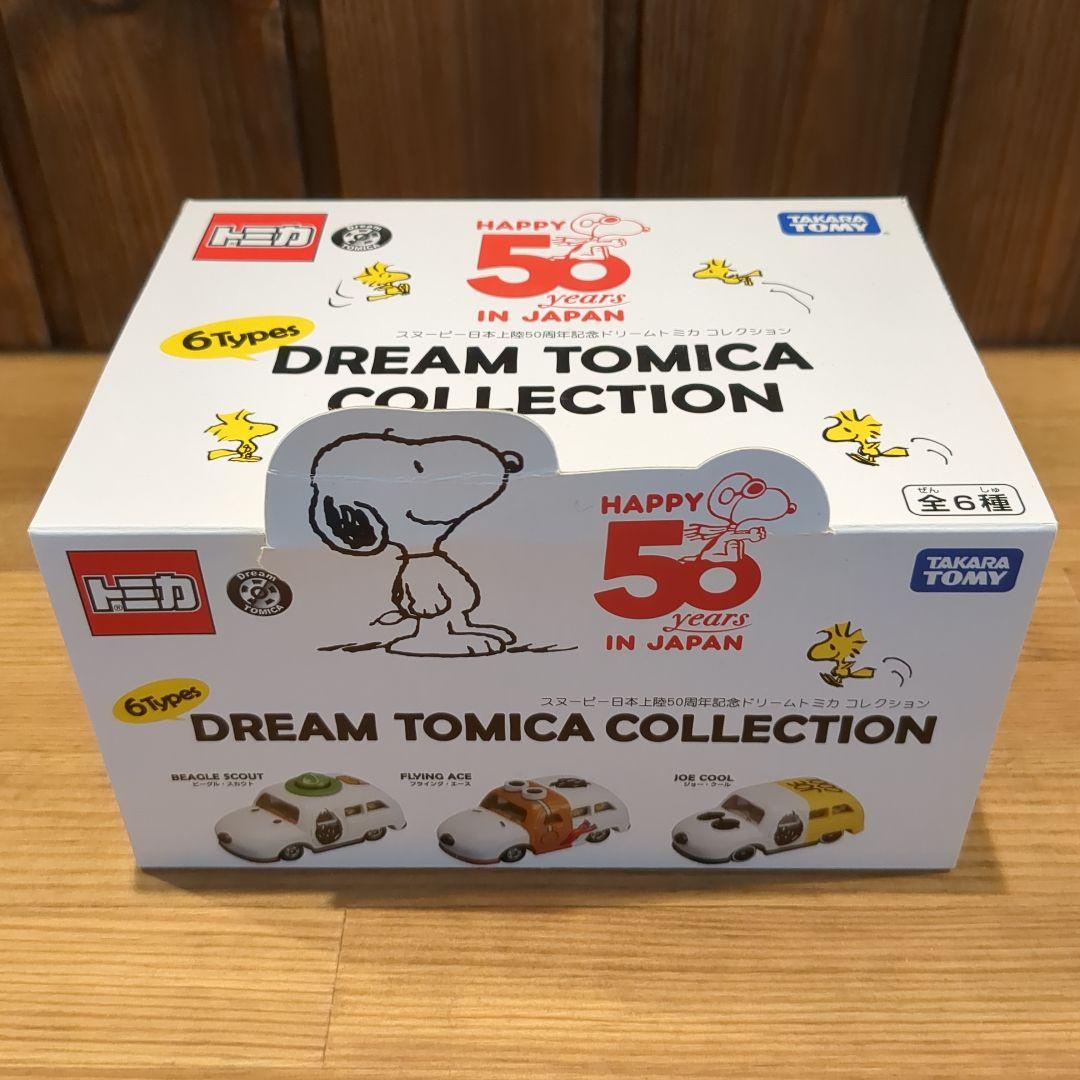 トミカ
Dream
TOMICA
HAPPY
50
years
IN JAPAN
TAKARA
TOMY
6Types
スヌーピー日本上陸50周年記念ドリームトミカ コレクション
DREAM TOMICA
COLLECTION
ぜん しゅ
全6種
トミカ®
Dream
TOMICA
HAPPY
50
years
IN JAPAN
TAKARA
TOMY
6Types
スヌーピー日本上陸50周年記念ドリームトミカ コレクション
DREAM TOMICA COLLECTION
BEAGLE SCOUT
ビーグル・スカウト
FLYING ACE
フライング・エース
JOE COOL
ジョー・クール